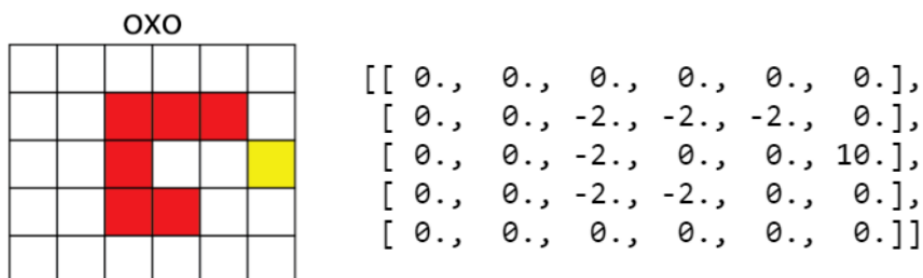 OXO
[[ 0., 0., 0., 0., 0., 0.],
[ 0., 0., -2., -2., -2., 0.],
[ 0., 0., -2., 0., 0., 10.],
[ 0., 0., -2., -2., 0., 0.],
[ 0., 0., 0., 0., 0., 0.]]